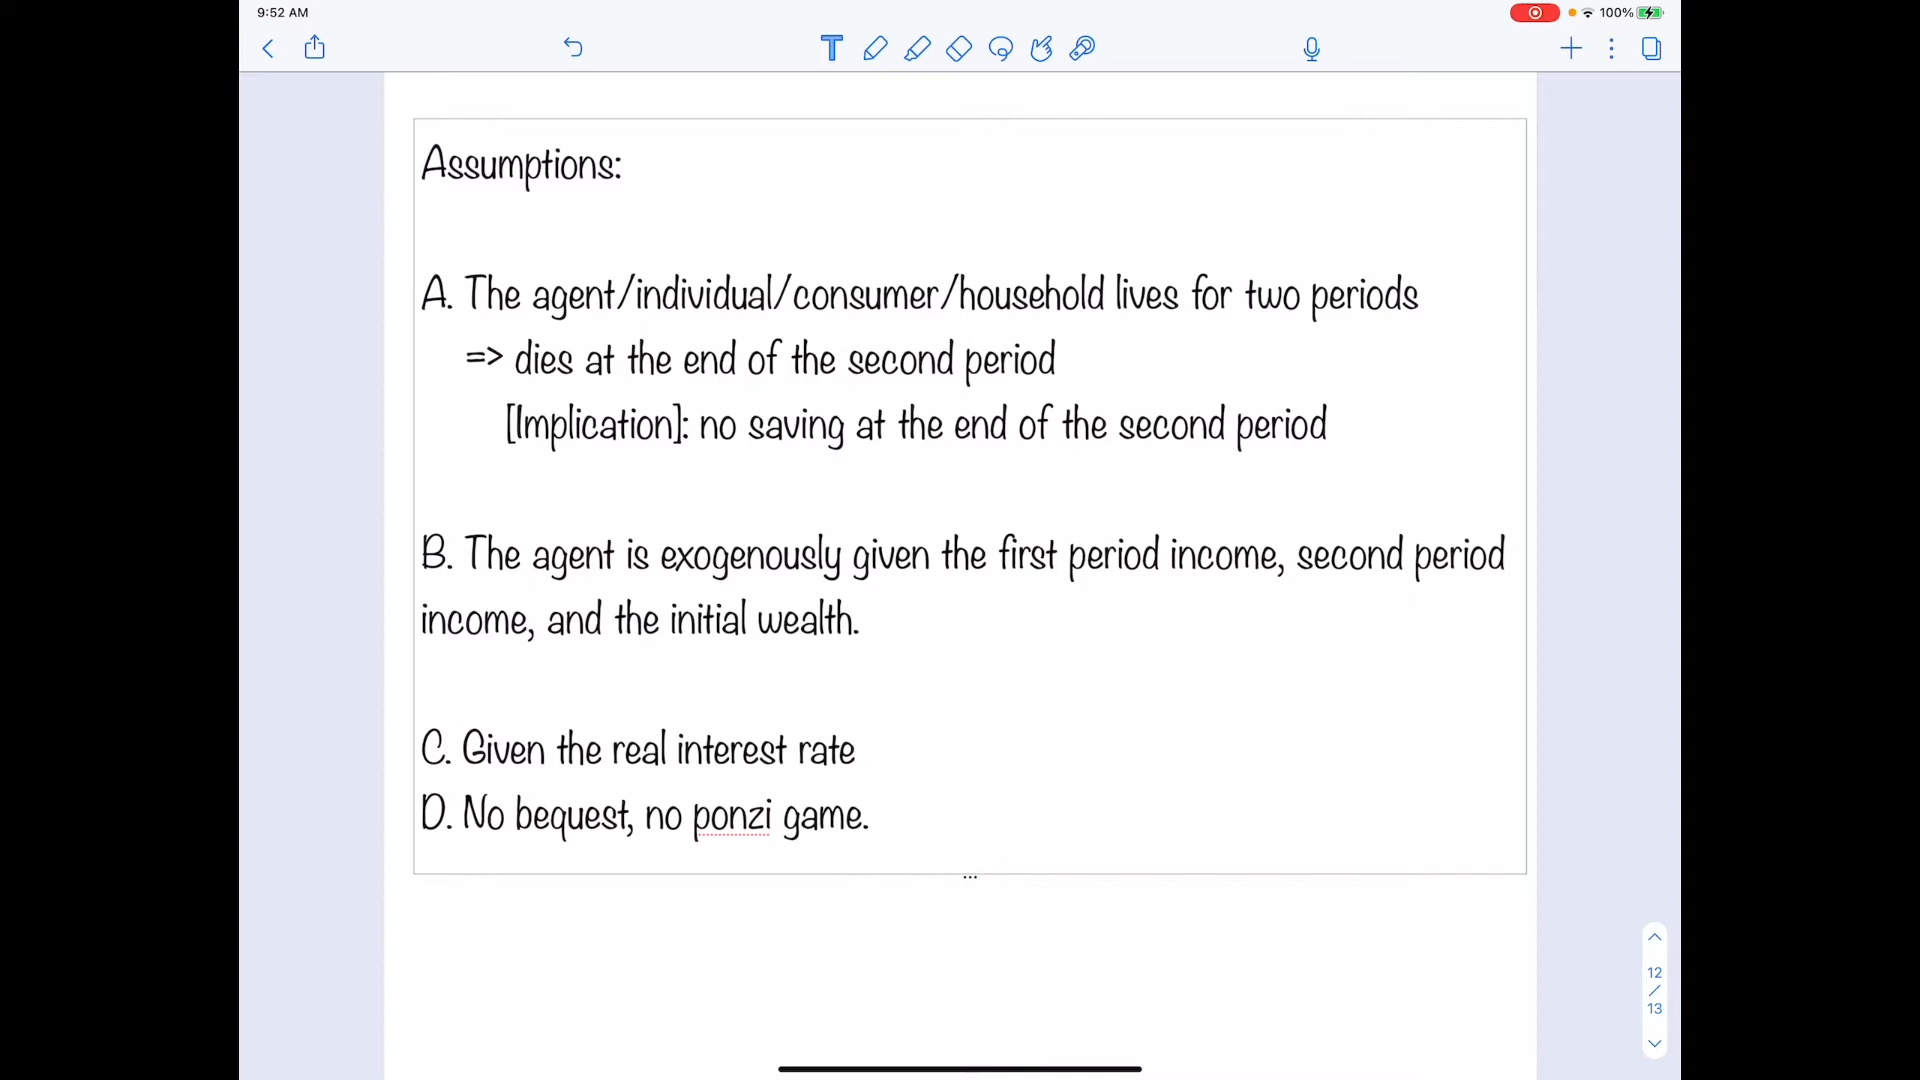 9:52 AM
100%
T
Assumptions:
A. The agent/individual/consumer/household lives for two periods
=> dies at the end of the second period
[Implication]: no saving at the end of the second period
B. The agent is exogenously given the first period income, second period
income, and the initial wealth.
C. Given the real interest rate
D. No bequest, no ponzi game.
...
12
/
13